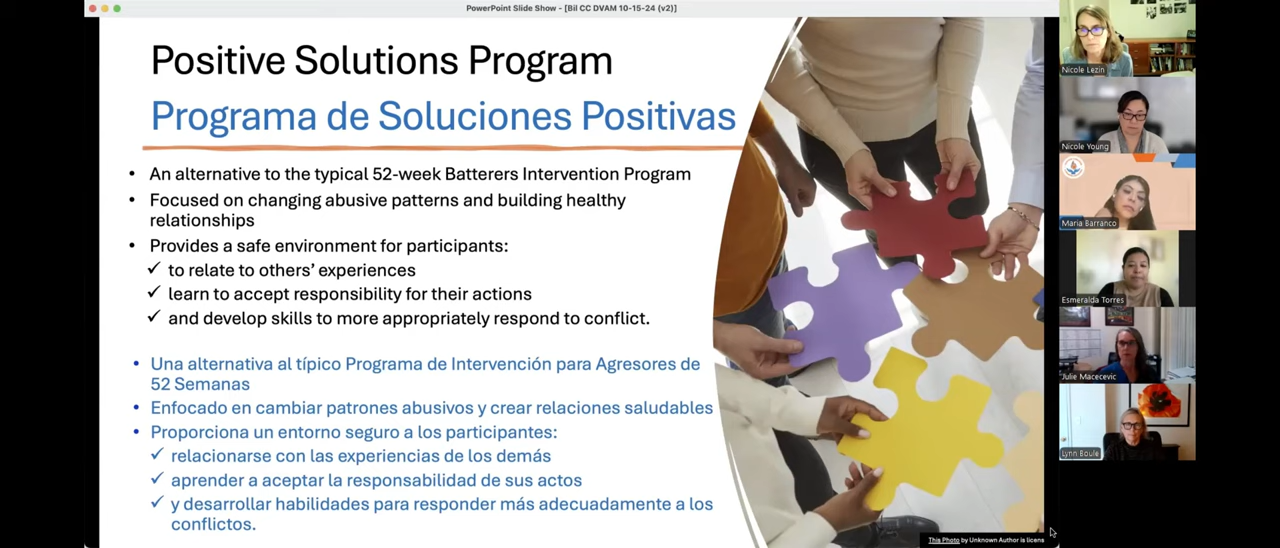 PowerPoint Slide Show - [Bil CC DVAM 10-15-24 (v2)]
Positive Solutions Program
Programa de Soluciones Positivas
• An alternative to the typical 52-week Batterers Intervention Program
• Focused on changing abusive patterns and building healthy
relationships
• Provides a safe environment for participants:
✓ to relate to others’ experiences
✓ learn to accept responsibility for their actions
✓ and develop skills to more appropriately respond to conflict.
• Una alternativa al típico Programa de Intervención para Agresores de
52 Semanas
• Enfocado en cambiar patrones abusivos y crear relaciones saludables
• Proporciona un entorno seguro a los participantes:
✓ relacionarse con las experiencias de los demás
✓ aprender a aceptar la responsabilidad de sus actos
✓ y desarrollar habilidades para responder más adecuadamente a los
conflictos.
This Photo by Unknown Author is licens
Nicole Lezin
Nicole Young
Maria Barranco
Esmeralda Torres
Julie Macecevic
Lynn Boule